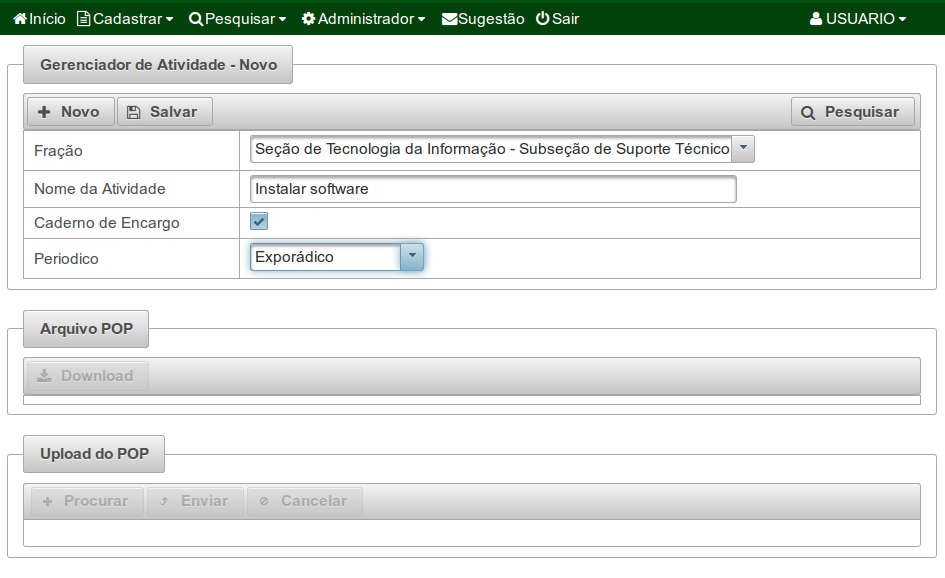 Início Cadastrar Pesquisar Administrador Sugestão Sair USUARIO
Gerenciador de Atividade - Novo
Novo Salvar Pesquisar
Fração Seção de Tecnologia da Informação - Subseção de Suporte Técnico
Nome da Atividade Instalar software
Caderno de Encargo
Periodico Exporádico
Arquivo POP
Download
Upload do POP
Procurar Enviar Cancelar